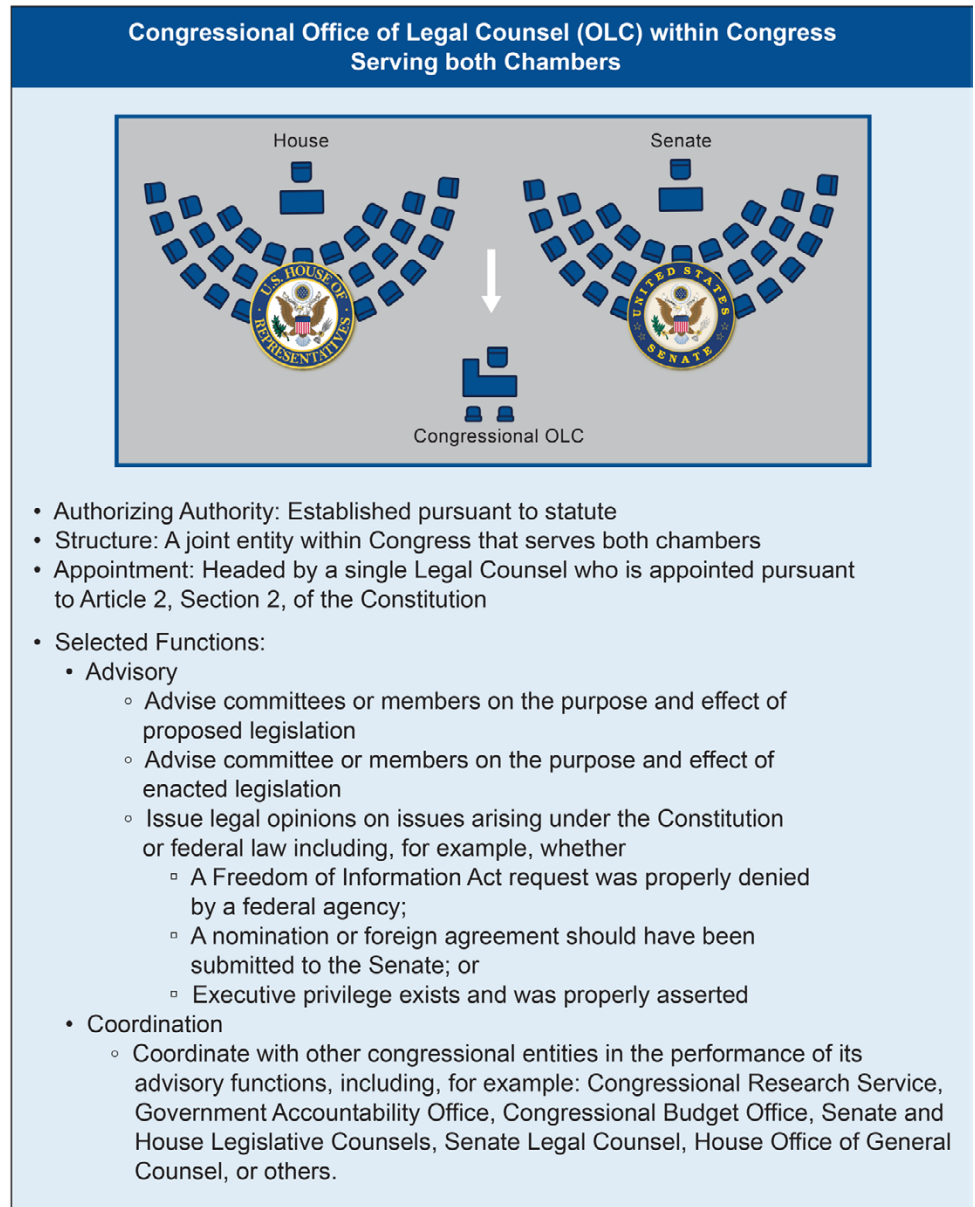 Congressional Office of Legal Counsel (OLC) within Congress
Serving both Chambers
House
Senate
U.S. HOUSE OF
REPRESENTATIVES
UNITED STATES
SENATE
Congressional OLC
• Authorizing Authority: Established pursuant to statute
• Structure: A joint entity within Congress that serves both chambers
• Appointment: Headed by a single Legal Counsel who is appointed pursuant
to Article 2, Section 2, of the Constitution
• Selected Functions:
• Advisory
◦ Advise committees or members on the purpose and effect of
proposed legislation
◦ Advise committee or members on the purpose and effect of
enacted legislation
◦ Issue legal opinions on issues arising under the Constitution
or federal law including, for example, whether
▫ A Freedom of Information Act request was properly denied
by a federal agency;
▫ A nomination or foreign agreement should have been
submitted to the Senate; or
▫ Executive privilege exists and was properly asserted
• Coordination
◦ Coordinate with other congressional entities in the performance of its
advisory functions, including, for example: Congressional Research Service,
Government Accountability Office, Congressional Budget Office, Senate and
House Legislative Counsels, Senate Legal Counsel, House Office of General
Counsel, or others.